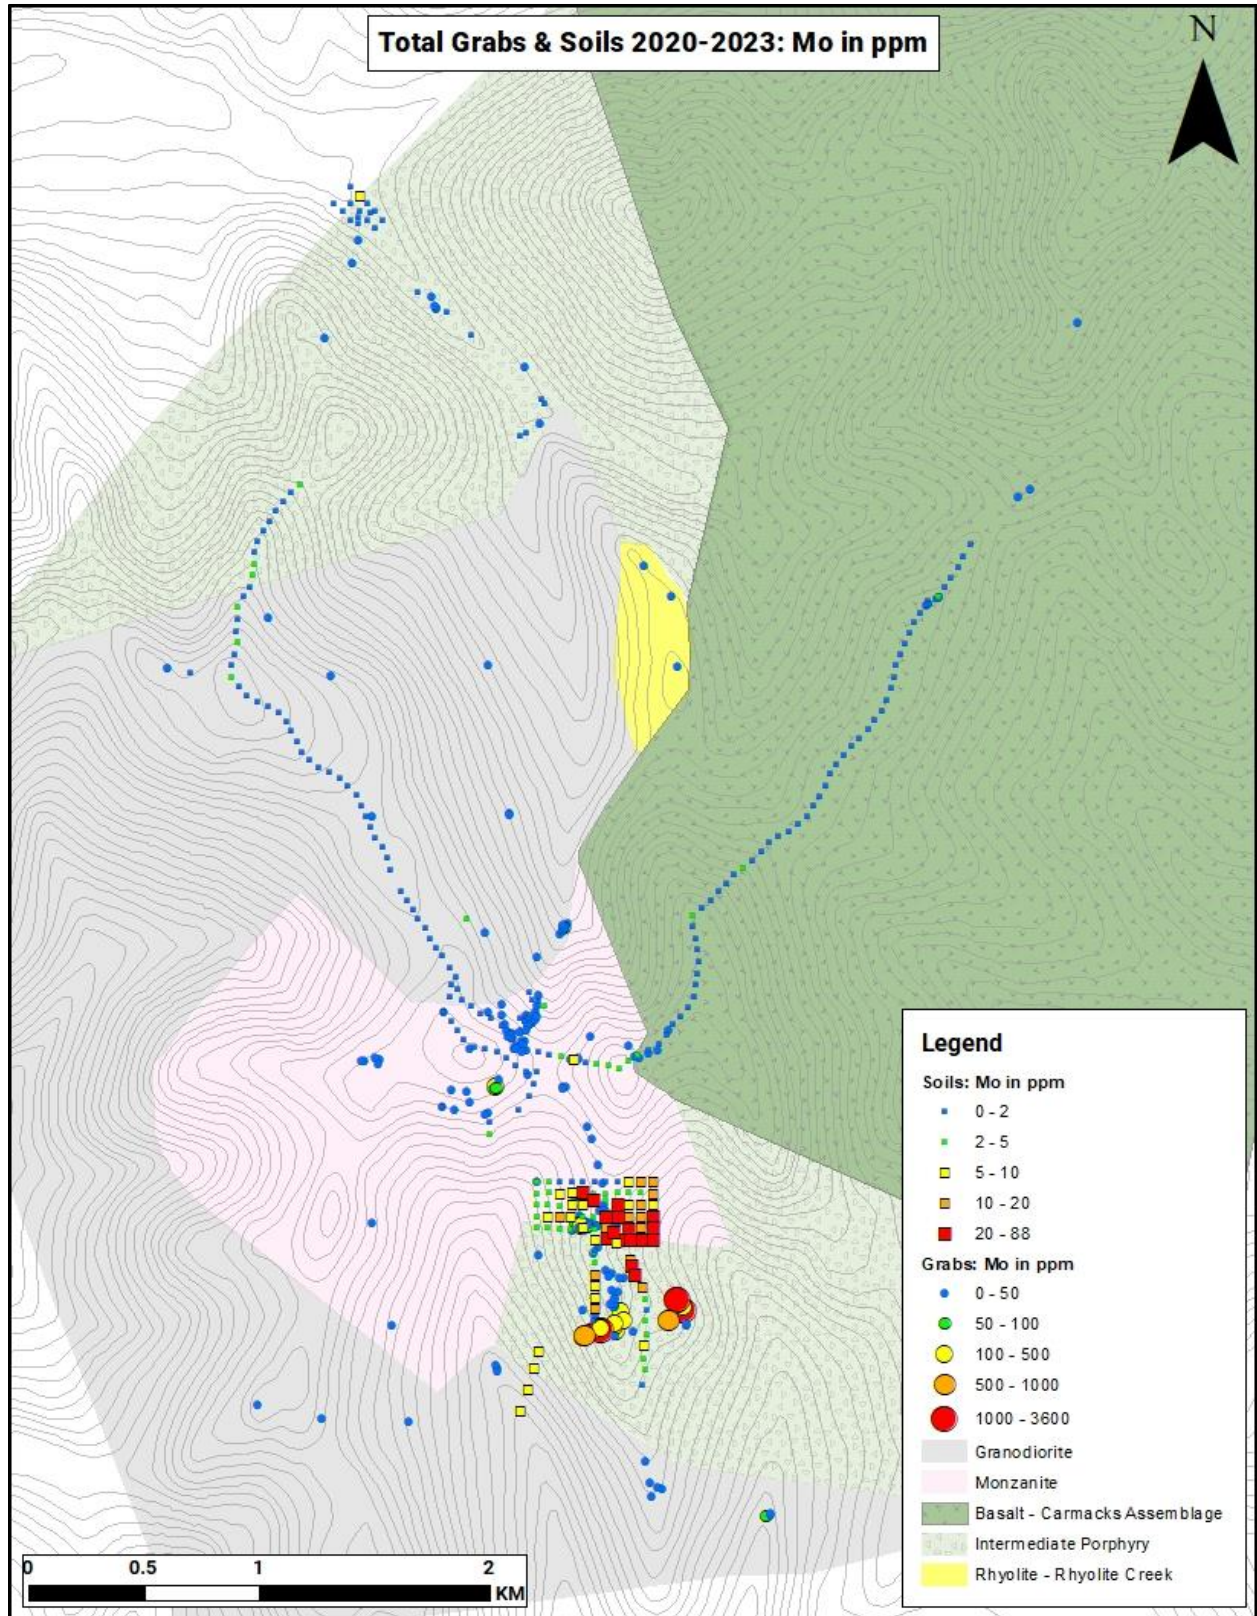 Total Grabs & Soils 2020-2023: Mo in ppm
N
Legend
Soils: Mo in ppm
0 - 2
2 - 5
5 - 10
10 - 20
20 - 88
Grabs: Mo in ppm
0 - 50
50 - 100
100 - 500
500 - 1000
1000 - 3600
Granodiorite
Monzanite
Basalt - Carmacks Assemblage
Intermediate Porphyry
Rhyolite - Rhyolite Creek
0 0.5 1 2
KM